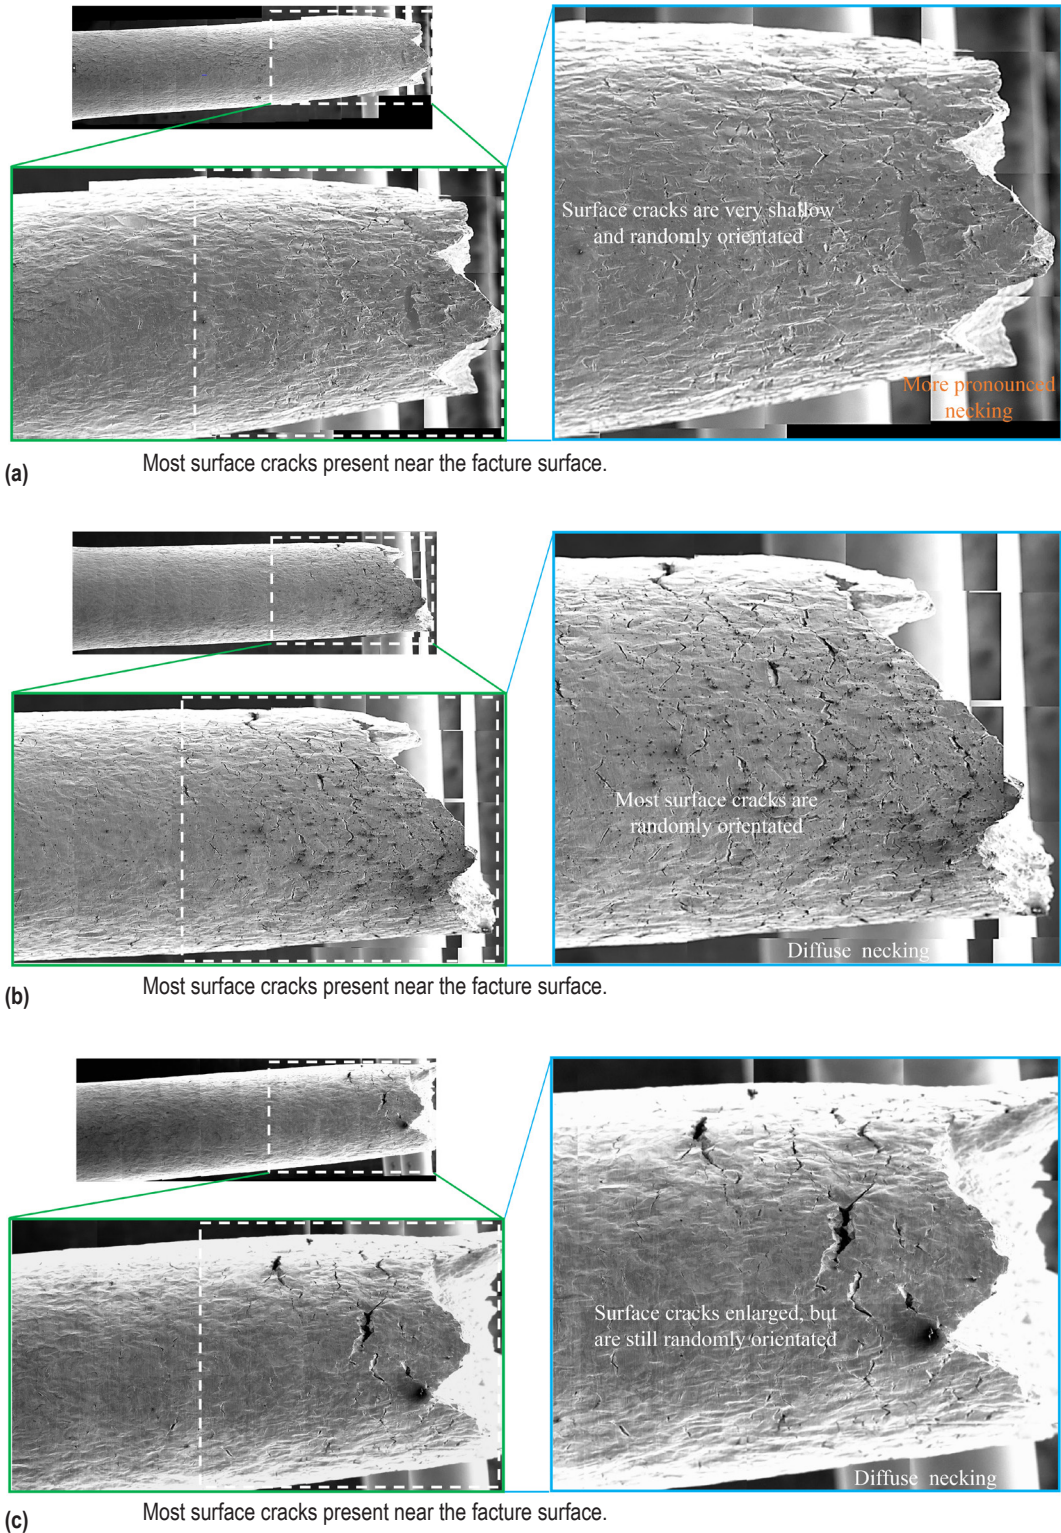 Surface cracks are very shallow
and randomly orientated
More pronounced
necking
(a)
Most surface cracks present near the facture surface.
Most surface cracks are
randomly orientated
Diffuse necking
(b)
Most surface cracks present near the facture surface.
Surface cracks enlarged, but
are still randomly orientated
Diffuse necking
(c)
Most surface cracks present near the facture surface.